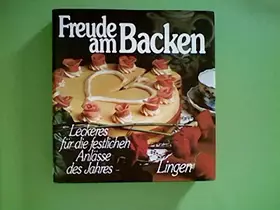 Freude
am Backen
Leckeres
für die festlichen
Anlässe
des Jahres
Lingen